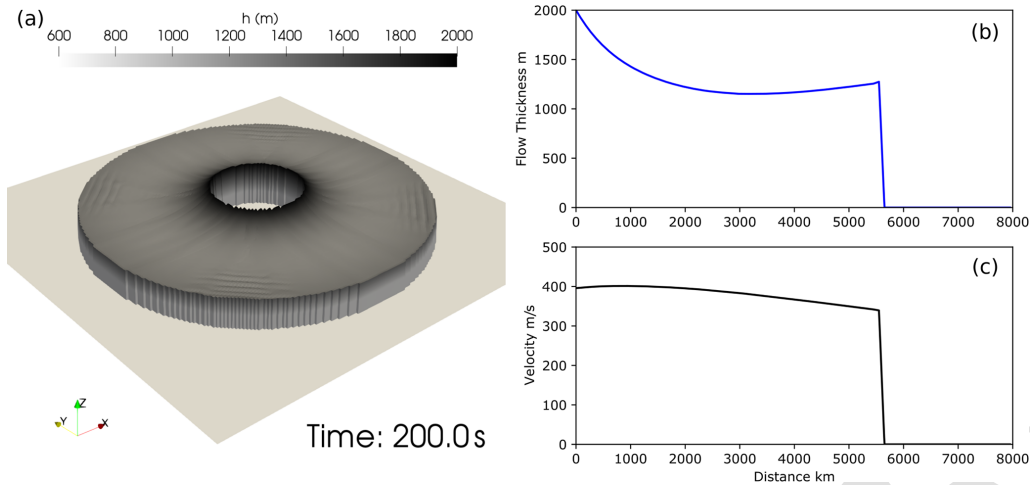 (a)
h (m)
600 800 1000 1200 1400 1600 2000
Z
Y
X
Time: 200.0s
(b)
2000
1500
1000
500
0
Flow Thickness m
0 1000 2000 3000 4000 5000 6000 7000 8000
(c)
500
400
300
200
100
0
Velocity m/s
0 1000 2000 3000 4000 5000 6000 7000 8000
Distance km